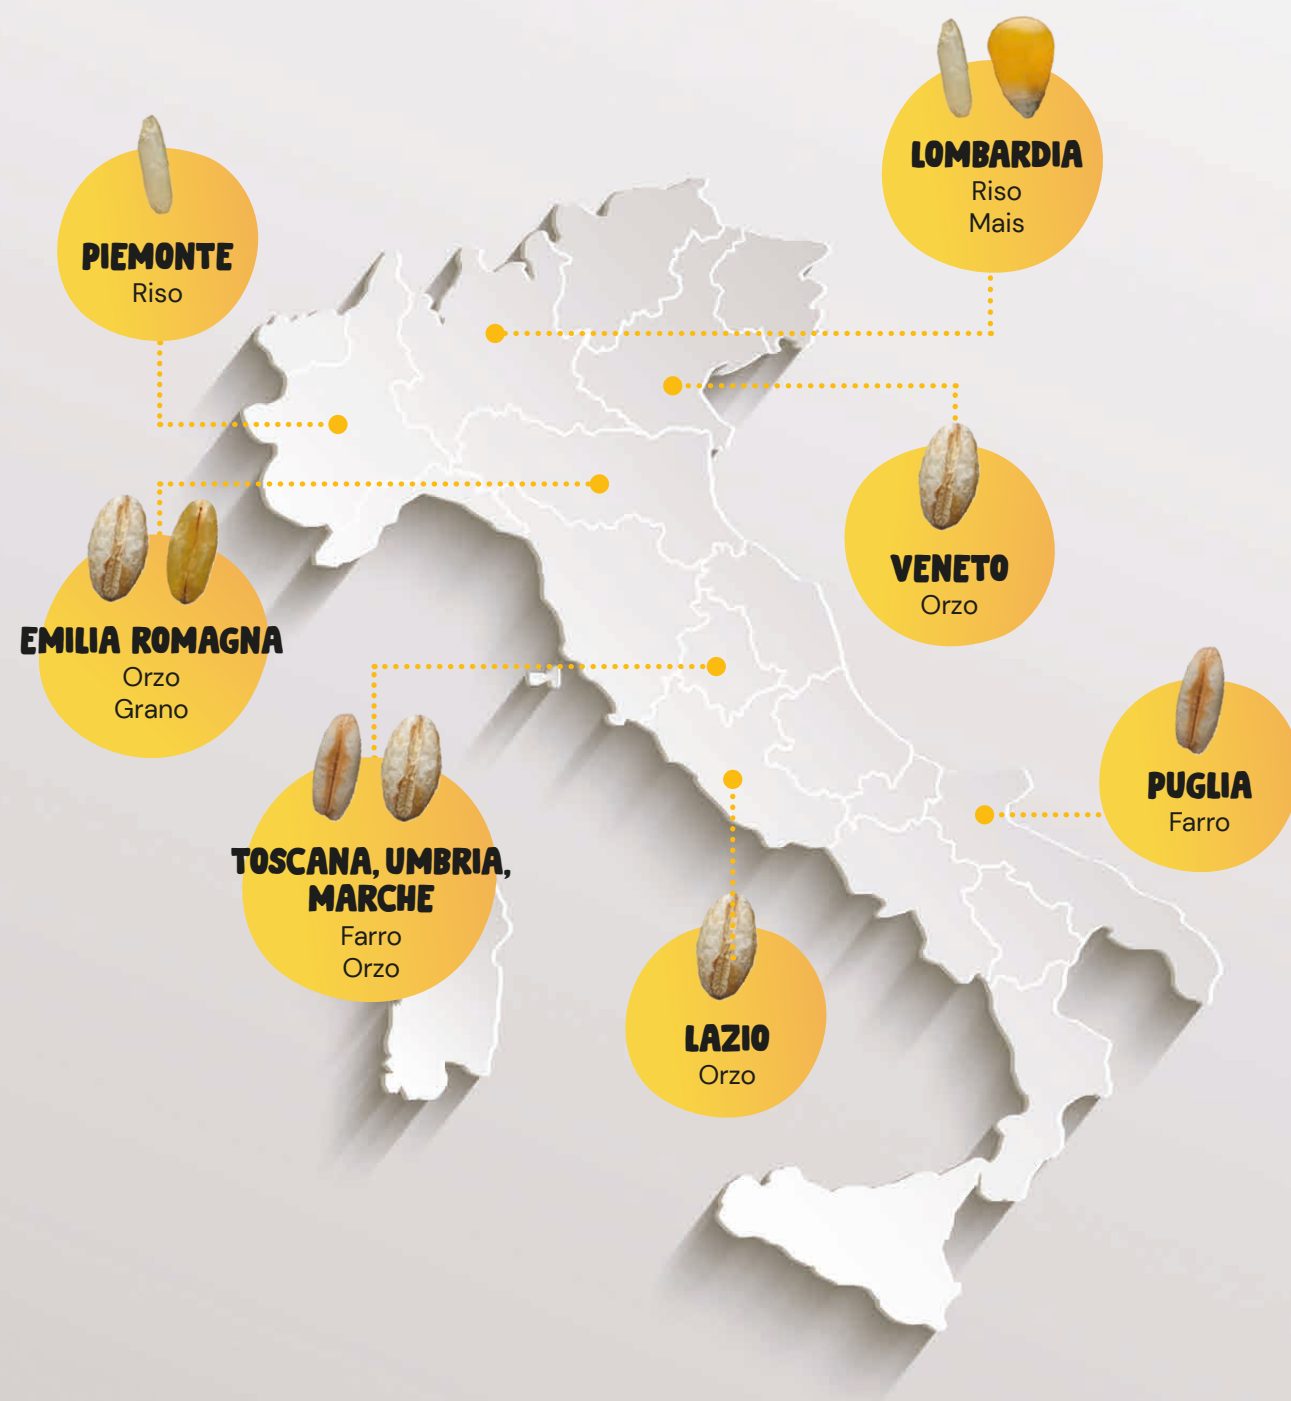 LOMBARDIA
Riso
Mais
PIEMONTE
Riso
VENETO
Orzo
EMILIA ROMAGNA
Orzo
Grano
PUGLIA
Farro
TOSCANA, UMBRIA,
MARCHE
Farro
Orzo
LAZIO
Orzo